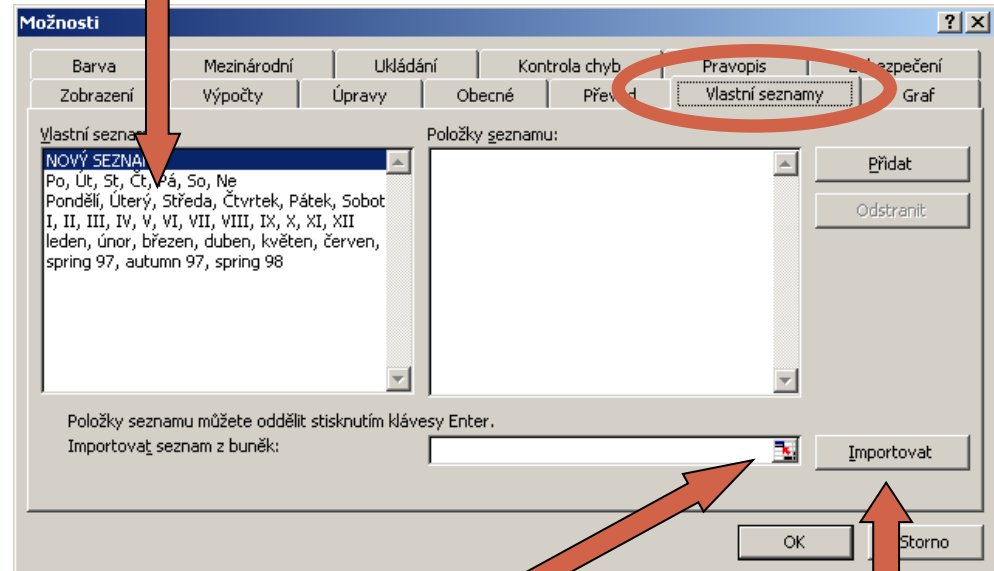 Možnosti
Barva Mezinárodní Ukládání Kontrola chyb Pravopis
Zobrazení Výpočty Úpravy Obecné Vlastní seznamy Graf
Vlastní Položky seznamu:
NOVÝ
Po, Út, St, Čt, Pá, So, Ne
Pondělí, Úterý, Středa, Čtvrtek, Pátek, Sobot
I, II, III, IV, V, VI, VII, VIII, IX, X, XI, XII
leden, únor, březen, duben, květen, červen,
spring 97, autumn 97, spring 98
Přidat
Odstranit
Položky seznamu můžete oddělit stisknutím klávesy Enter.
Importovat seznam z buněk:
Importovat
OK Storno